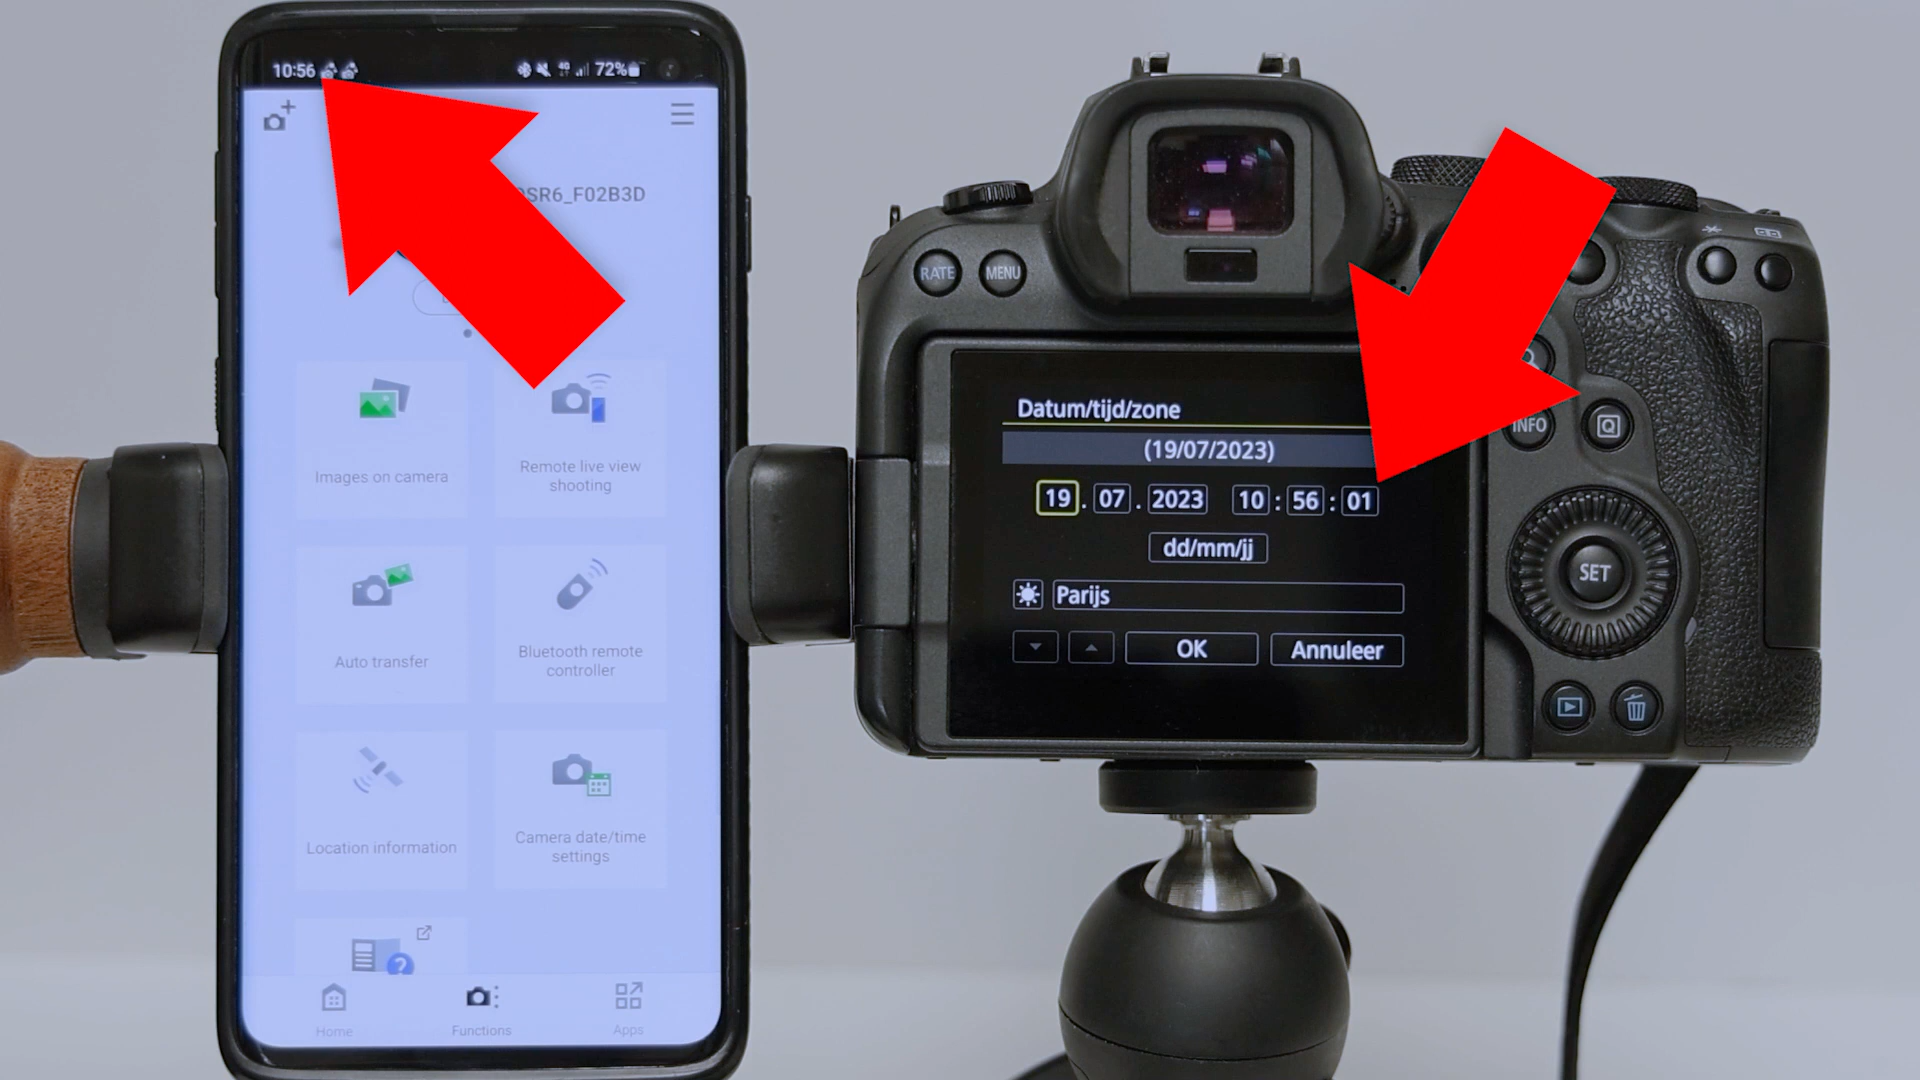 10:56
4G
72%
SR6_F02B3D
Images on camera
Remote live view
shooting
Auto transfer
Bluetooth remote
controller
Location information
Camera date/time
settings
?
Home
Functions
Apps
RATE
MENU
Datum/tijd/zone
(19/07/2023)
19 . 07 . 2023 10 : 56 : 01
dd/mm/jj
Parijs
OK
Annuleer
INFO
Q
SET